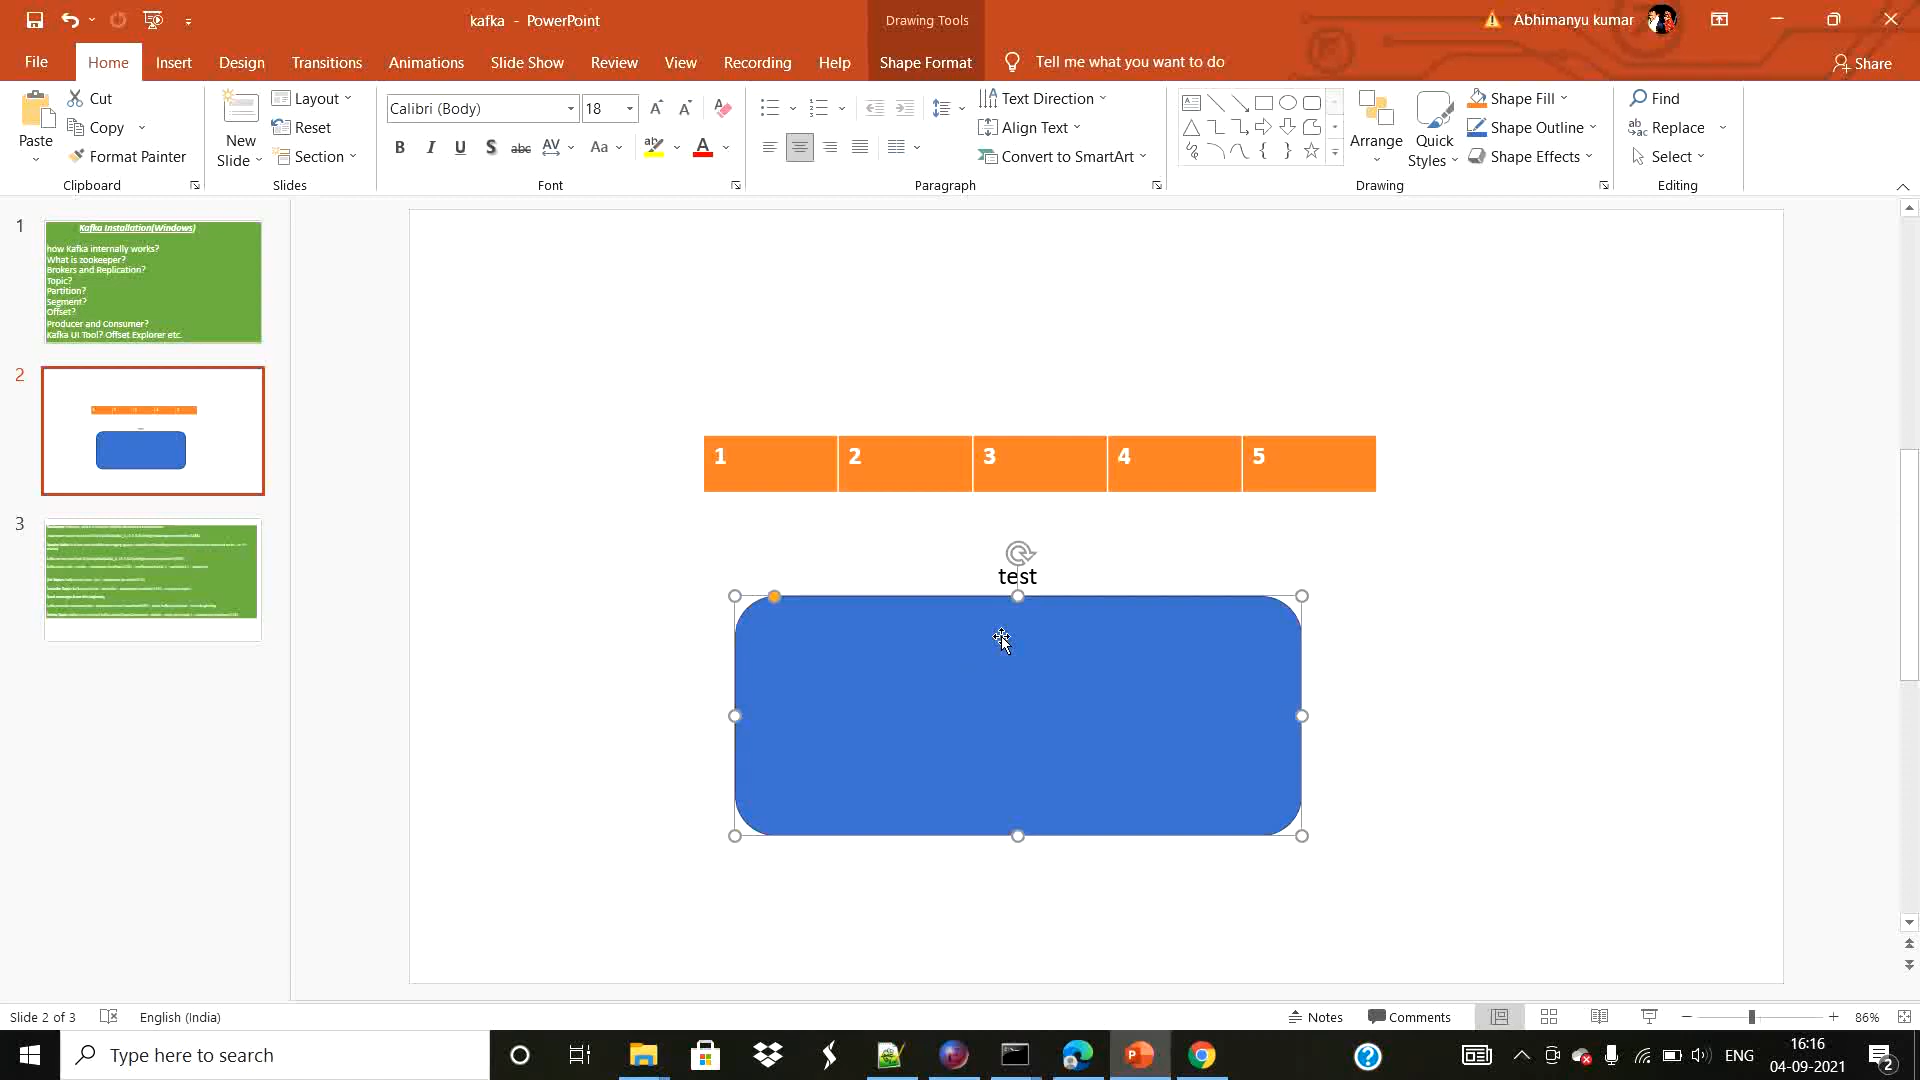 kafka - PowerPoint
Drawing Tools
Abhimanyu kumar
File Home Insert Design Transitions Animations Slide Show Review View Recording Help Shape Format Tell me what you want to do Share
Paste
Cut
Copy
Format Painter
Clipboard
New Slide
Layout
Reset
Section
Slides
Calibri (Body) 18
B I U S abc AV Aa A
Font
Paragraph
Text Direction
Align Text
Convert to SmartArt
Arrange
Quick Styles
Shape Fill
Shape Outline
Shape Effects
Drawing
Find
Replace
Select
Editing
1
Kafka Installation(Windows)
how Kafka internally works?
What is zookeeper?
Brokers and Replication?
Topic?
Partition?
Segment?
Offset?
Producer and Consumer?
Kafka UI Tool? Offset Explorer etc.
2
3
1 2 3 4 5
test
Slide 2 of 3 English (India) Notes Comments 86%
Type here to search
ENG
16:16
04-09-2021
2